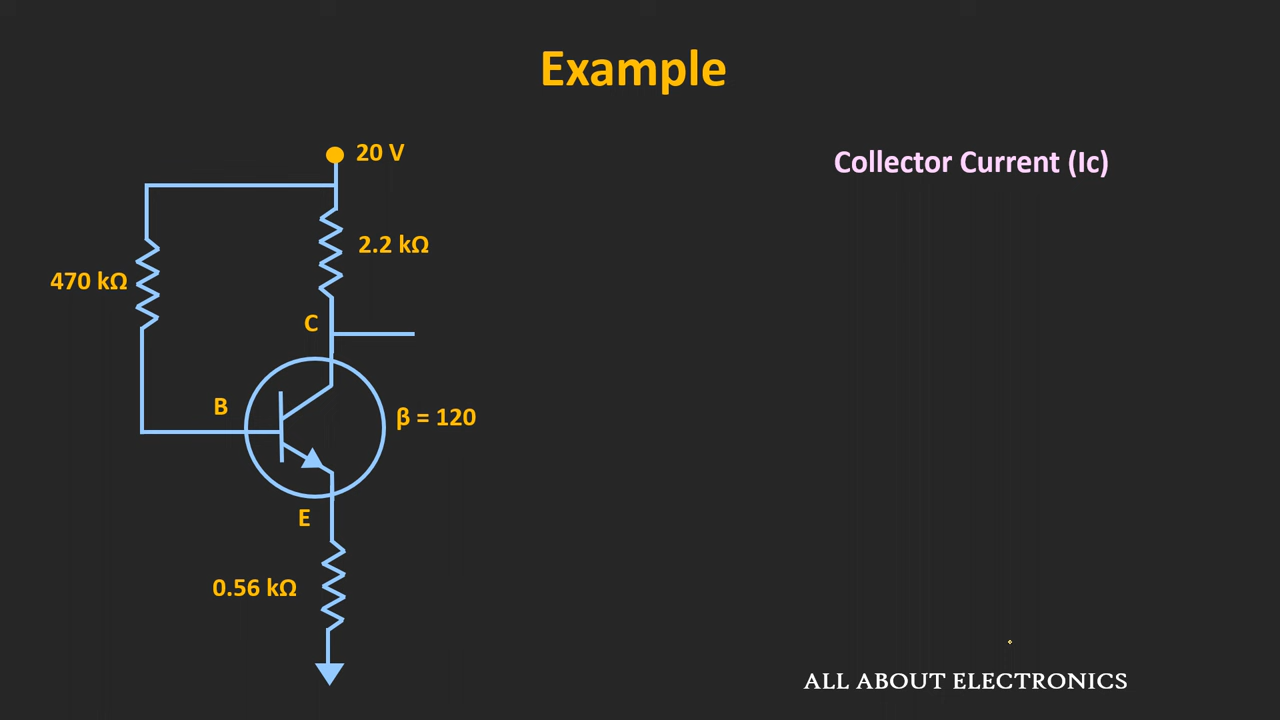 Example
20 V
Collector Current (Ic)
2.2 kΩ
470 kΩ
C
B
β = 120
E
0.56 kΩ
ALL ABOUT ELECTRONICS